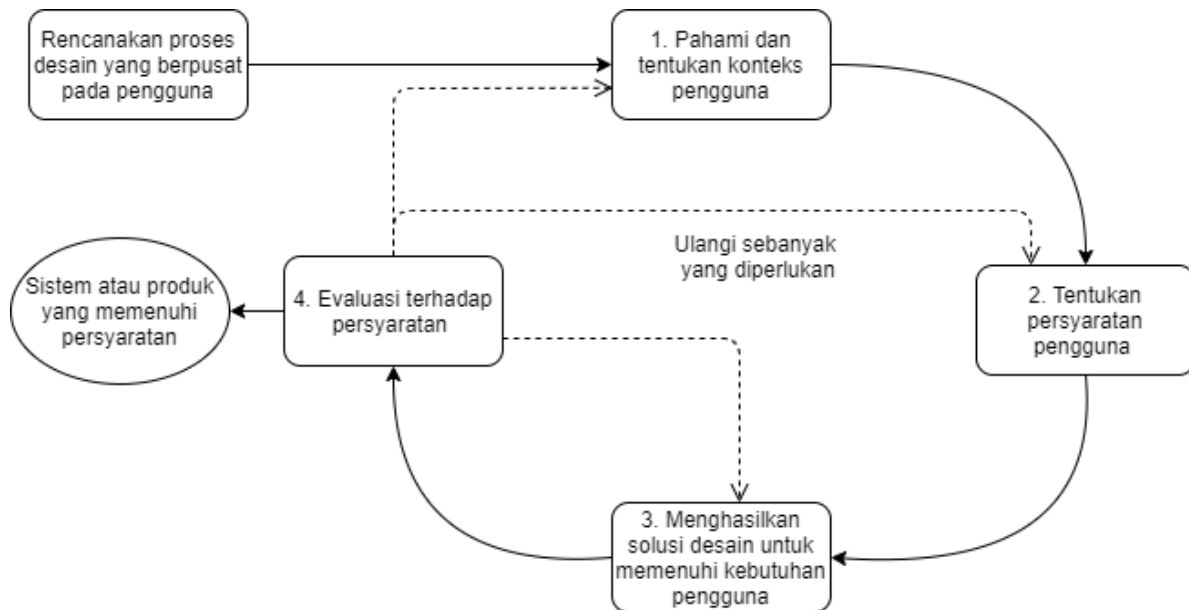 Rencanakan proses
desain yang berpusat
pada pengguna
1. Pahami dan
tentukan konteks
pengguna
Ulangi sebanyak
yang diperlukan
Sistem atau produk
yang memenuhi
persyaratan
4. Evaluasi terhadap
persyaratan
2. Tentukan
persyaratan
pengguna
3. Menghasilkan
solusi desain untuk
memenuhi kebutuhan
pengguna